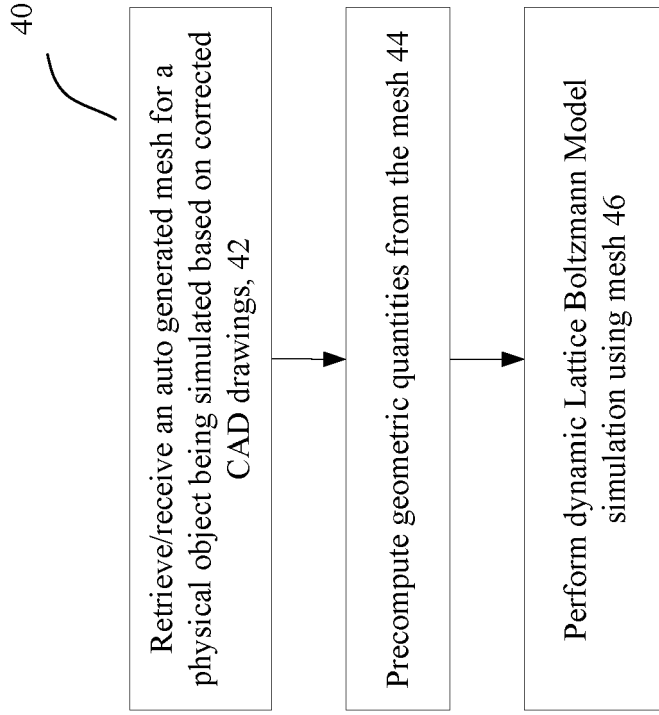 40
Retrieve/receive an auto generated mesh for a
physical object being simulated based on corrected
CAD drawings, 42
Precompute geometric quantities from the mesh 44
Perform dynamic Lattice Boltzmann Model
simulation using mesh 46